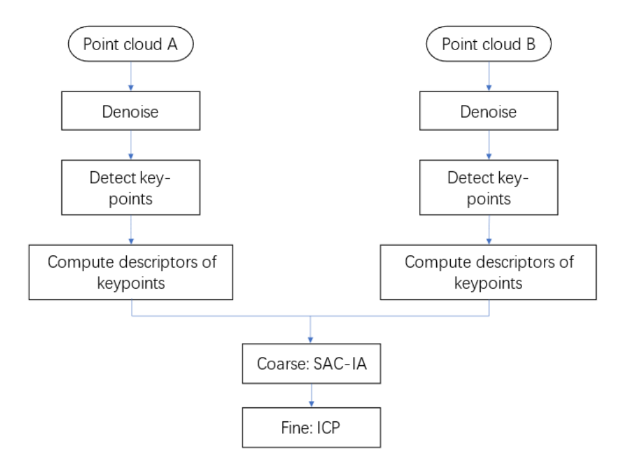 Point cloud A
Point cloud B
Denoise
Denoise
Detect key-
points
Detect key-
points
Compute descriptors of
keypoints
Compute descriptors of
keypoints
Coarse: SAC-IA
Fine: ICP